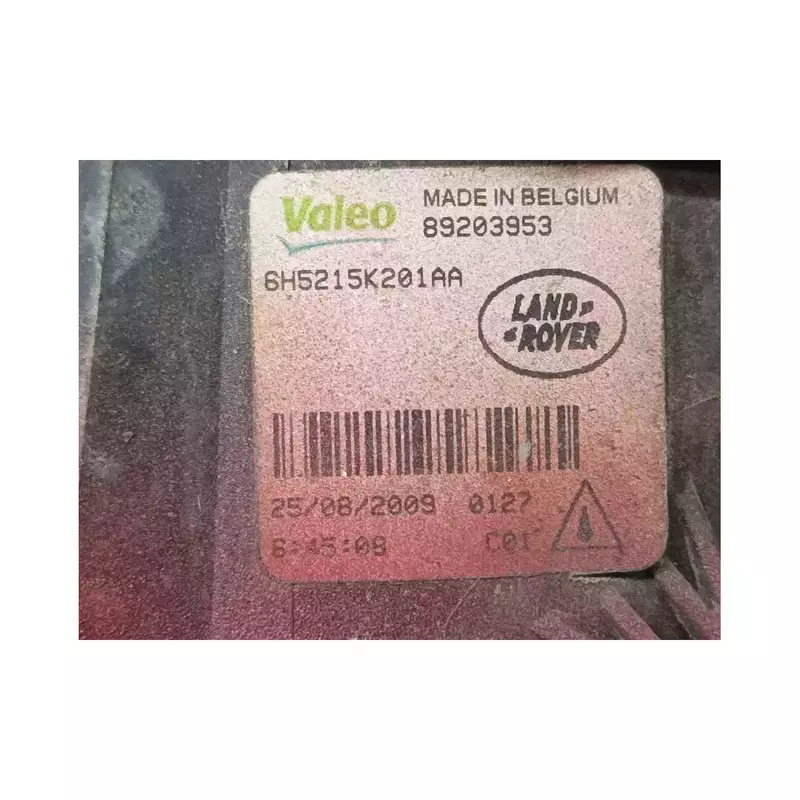 Valeo
MADE IN BELGIUM
89203953
6H5215K201AA
LAND
ROVER
25/08/2009 0127
6:45:08 C01